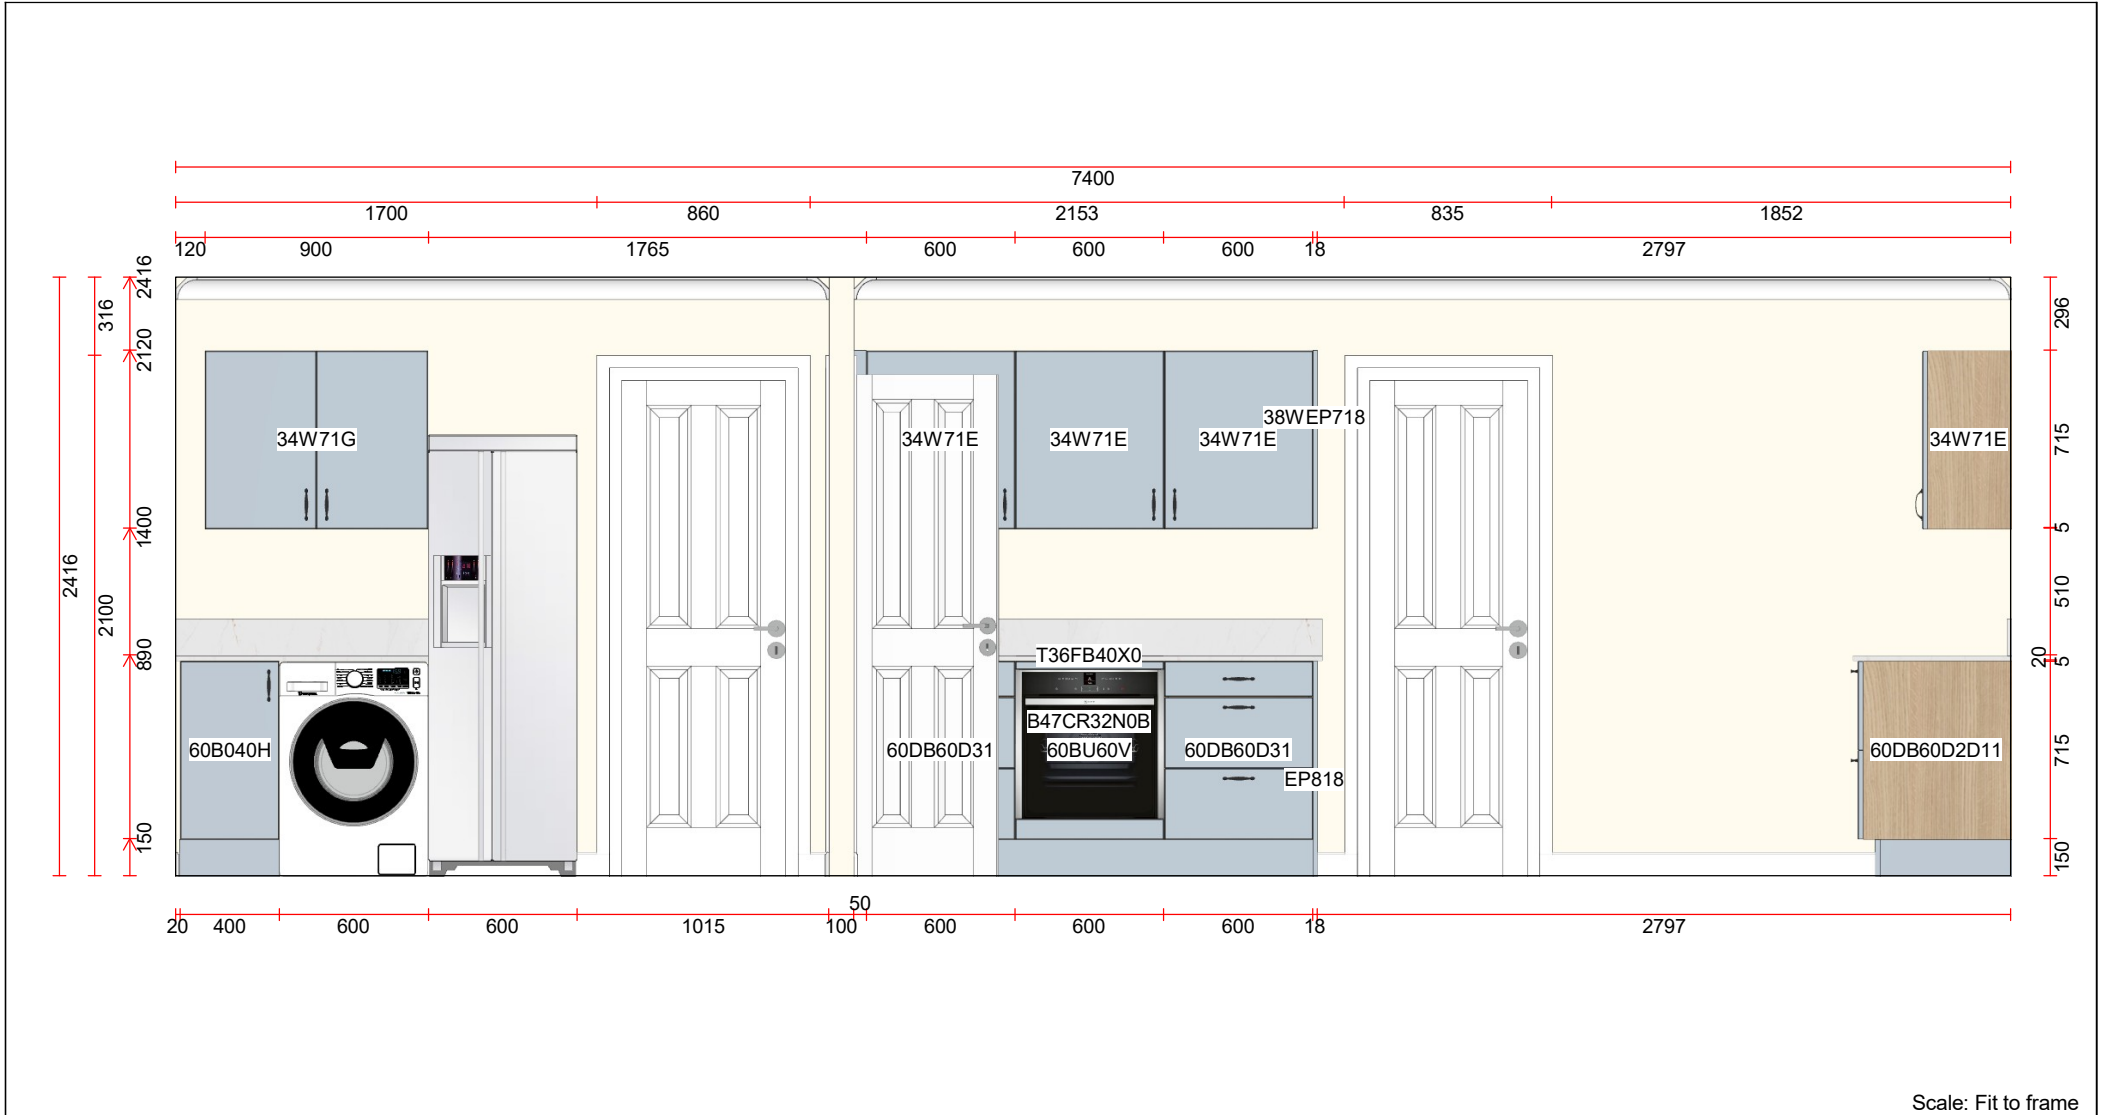 7400
1700 860 2153 835 1852
120 900 1765 600 600 600 18 2797
2416
316
2100
2416
2120
1400
890
150
296
715
5
510
20
5
715
150
34W71G
34W71E
34W71E
34W71E
38WEP718
34W71E
T36FB40X0
B47CR32N0B
60B040H
60DB60D31
60BU60V
60DB60D31
EP818
60DB60D2D11
50
20 400 600 600 1015 100 600 600 600 18 2797
Scale: Fit to frame